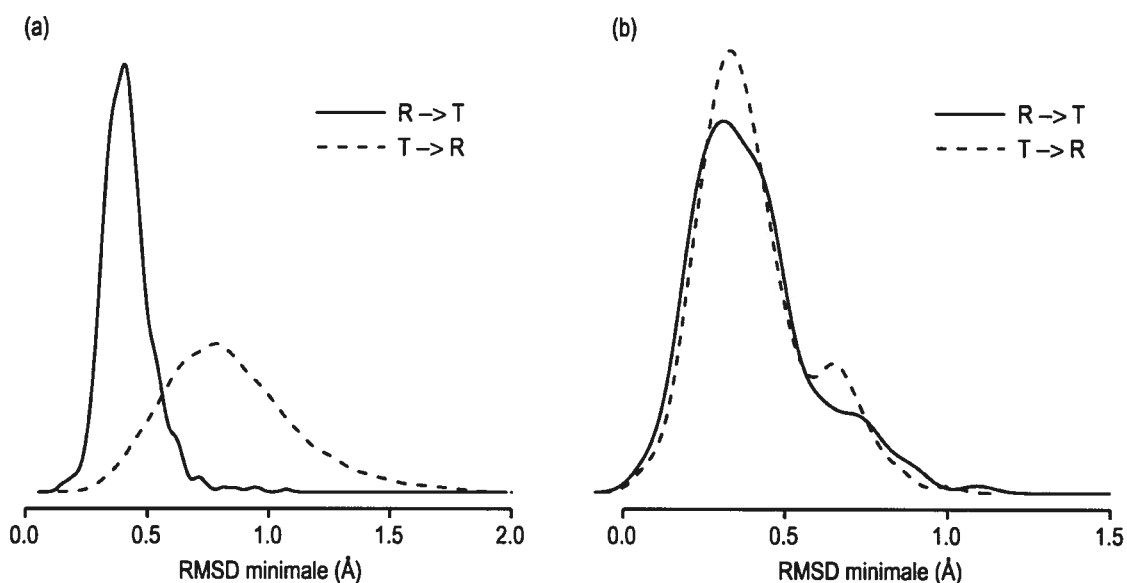 (a)
R –> T
T –> R
0.0 0.5 1.0 1.5 2.0
RMSD minimale (Å)
(b)
R –> T
T –> R
0.0 0.5 1.0 1.5
RMSD minimale (Å)